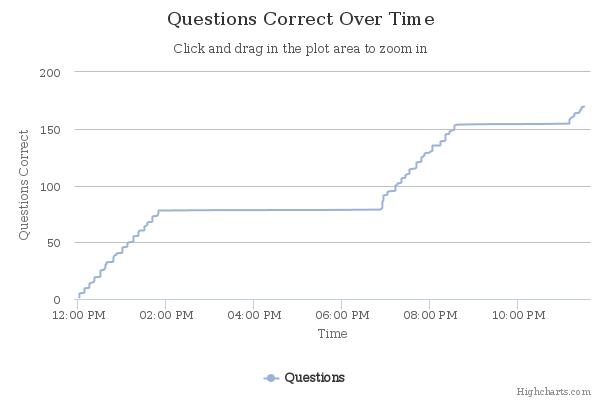 Questions Correct Over Time
Click and drag in the plot area to zoom in
200
150
100
50
0
Questions Correct
12:00 PM 02:00 PM 04:00 PM 06:00 PM 08:00 PM 10:00 PM
Time
Questions
Highcharts.com